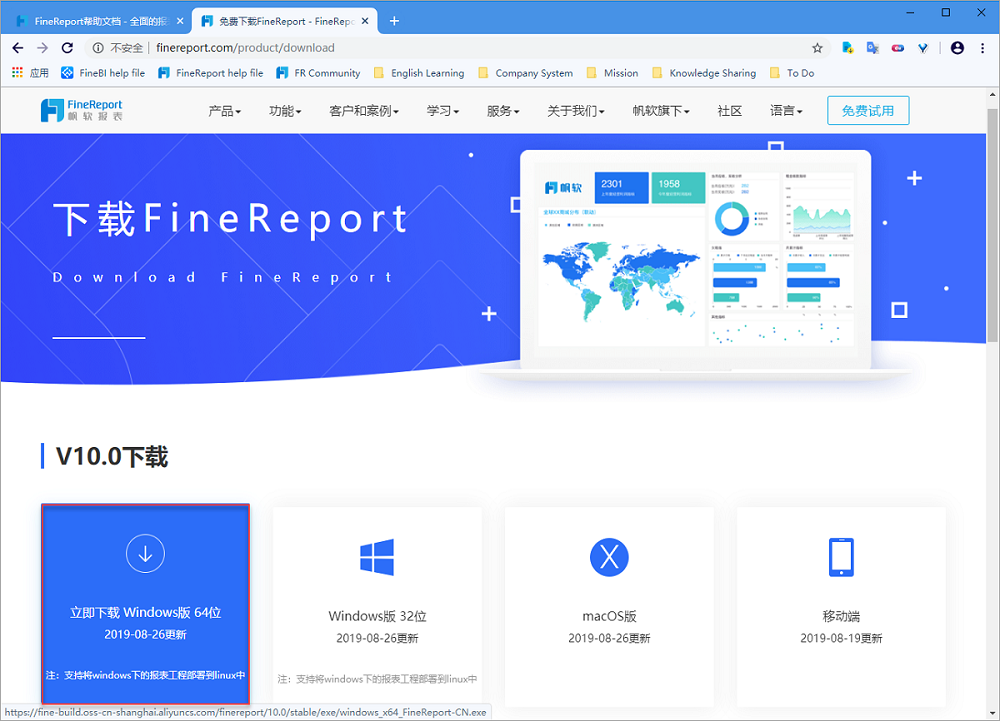 FineReport帮助文档 - 全面的报
免费下载FineReport - FineRepo
不安全
finereport.com/product/download
应用
FineBI help file
FineReport help file
FR Community
English Learning
Company System
Mission
Knowledge Sharing
To Do
FineReport
帆软报表
产品
功能
客户和案例
学习
服务
关于我们
帆软旗下
社区
语言
免费试用
下载FineReport
Download FineReport
帆软
2301
1958
V10.0下载
立即下载 Windows版 64位
2019-08-26更新
注：支持将windows下的报表工程部署到linux中
Windows版 32位
2019-08-26更新
注：支持将windows下的报表工程部署到linux中
macOS版
2019-08-26更新
移动端
2019-08-19更新
https://fine-build.oss-cn-shanghai.aliyuncs.com/finereport/10.0/stable/exe/windows_x64_FineReport-CN.exe